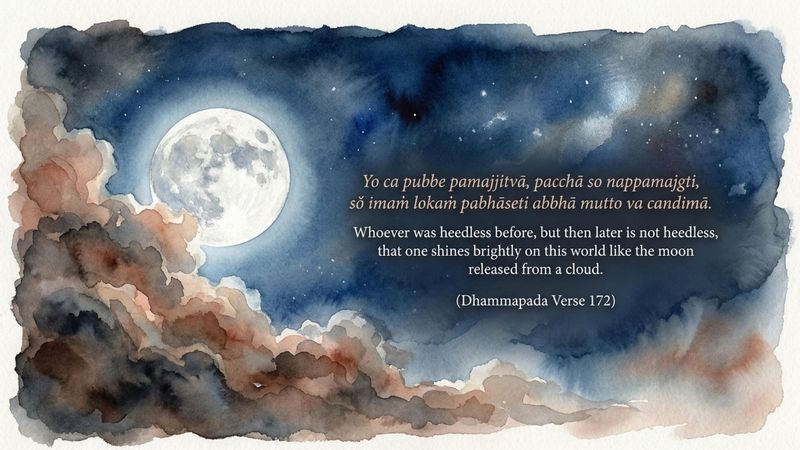 Yo ca pubbe pamajjitvā, pacchā so nappamajgti,
sŏ imaṁ lokaṁ pabhāseti abbhā mutto va candimā.
Whoever was heedless before, but then later is not heedless,
that one shines brightly on this world like the moon
released from a cloud.
(Dhammapada Verse 172)